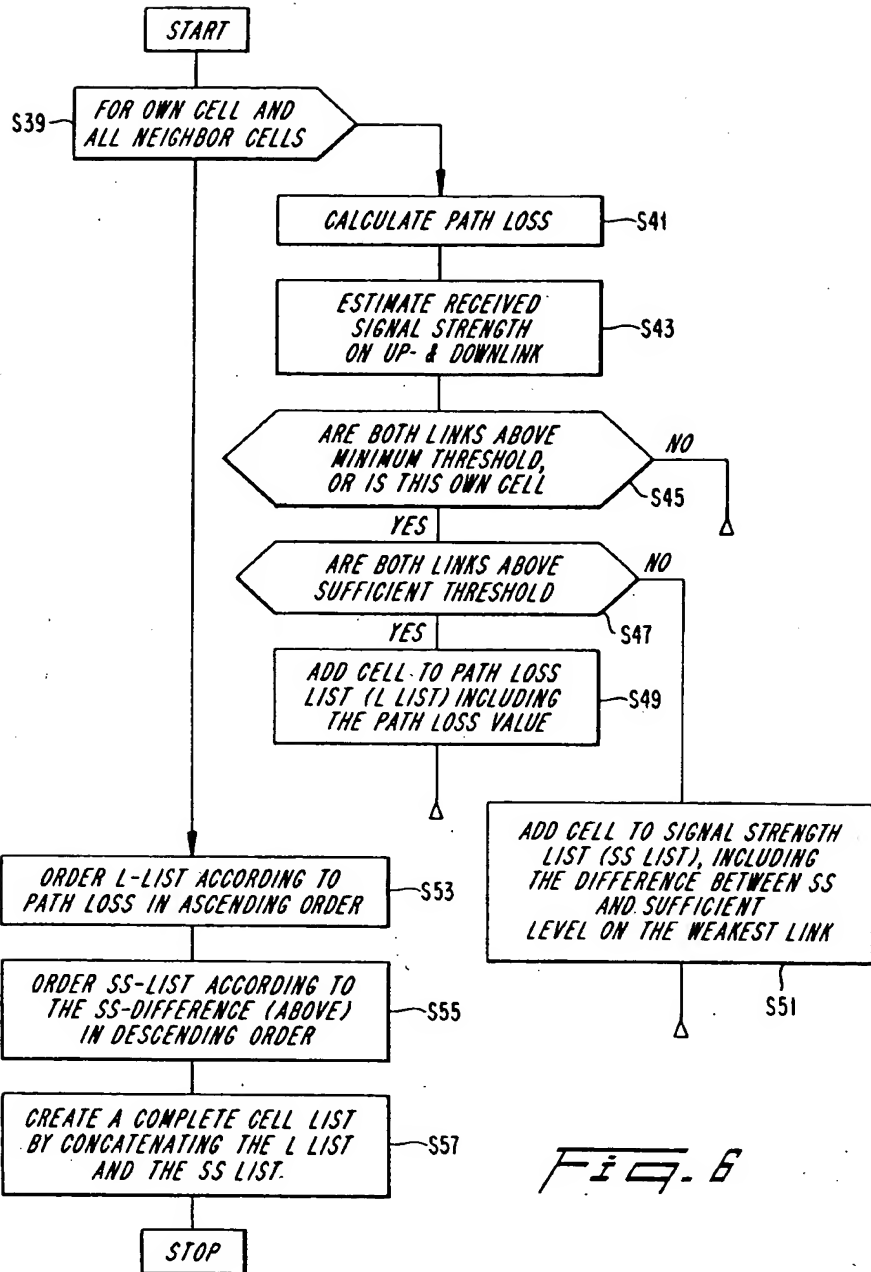 START
S39
FOR OWN CELL AND
ALL NEIGHBOR CELLS
CALCULATE PATH LOSS
S41
ESTIMATE RECEIVED
SIGNAL STRENGTH
ON UP- & DOWNLINK
S43
ARE BOTH LINKS ABOVE
MINIMUM THRESHOLD,
OR IS THIS OWN CELL
NO
S45
YES
ARE BOTH LINKS ABOVE
SUFFICIENT THRESHOLD
NO
S47
YES
ADD CELL TO PATH LOSS
LIST (L LIST) INCLUDING
THE PATH LOSS VALUE
S49
ADD CELL TO SIGNAL STRENGTH
LIST (SS LIST), INCLUDING
THE DIFFERENCE BETWEEN SS
AND SUFFICIENT
LEVEL ON THE WEAKEST LINK
S51
ORDER L-LIST ACCORDING TO
PATH LOSS IN ASCENDING ORDER
S53
ORDER SS-LIST ACCORDING TO
THE SS-DIFFERENCE (ABOVE)
IN DESCENDING ORDER
S55
CREATE A COMPLETE CELL LIST
BY CONCATENATING THE L LIST
AND THE SS LIST.
S57
STOP
Fig. 6